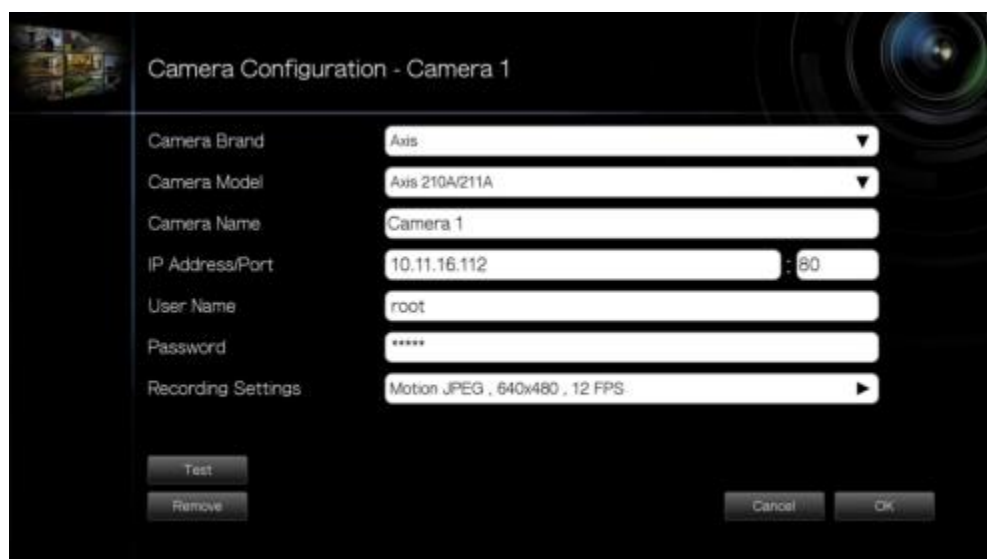 Camera Configuration - Camera 1
Camera Brand Axis ▼
Camera Model Axis 210A/211A ▼
Camera Name Camera 1
IP Address/Port 10.11.16.112 : 80
User Name root
Password *****
Recording Settings Motion JPEG , 640x480 , 12 FPS ►
Test
Remove Cancel OK